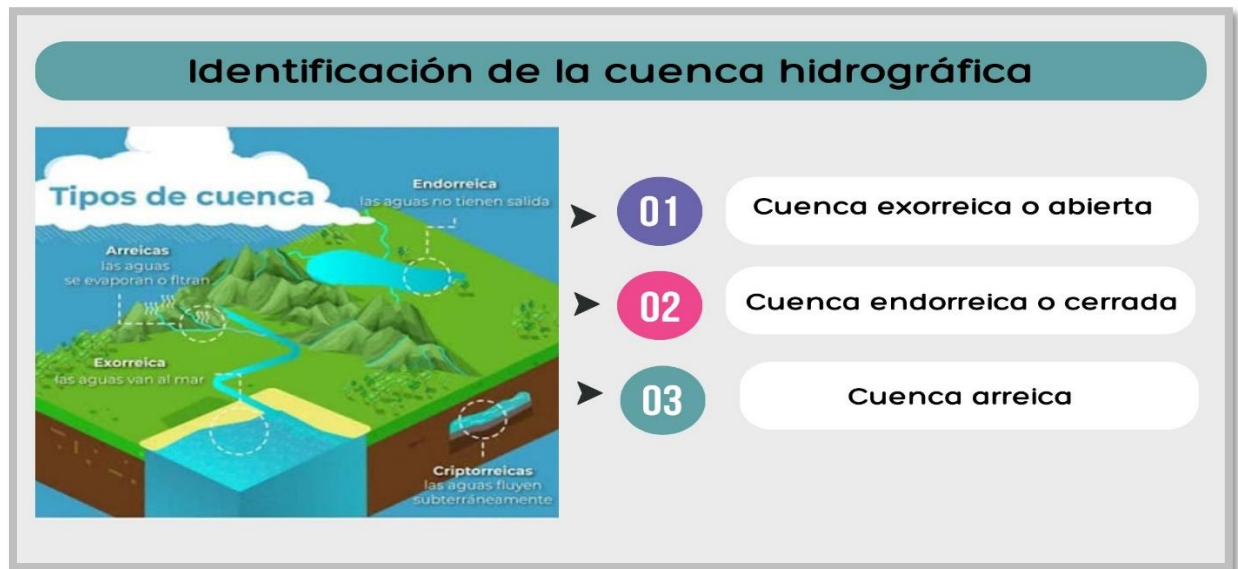 Identificación de la cuenca hidrográfica
Tipos de cuenca
Endorreica
las aguas no tienen salida
Arreicas
las aguas
se evaporan o fitran
Exorreica
las aguas van al mar
Criptorreicas
las aguas fluyen
subterráneamente
01
Cuenca exorreica o abierta
02
Cuenca endorreica o cerrada
03
Cuenca arreica